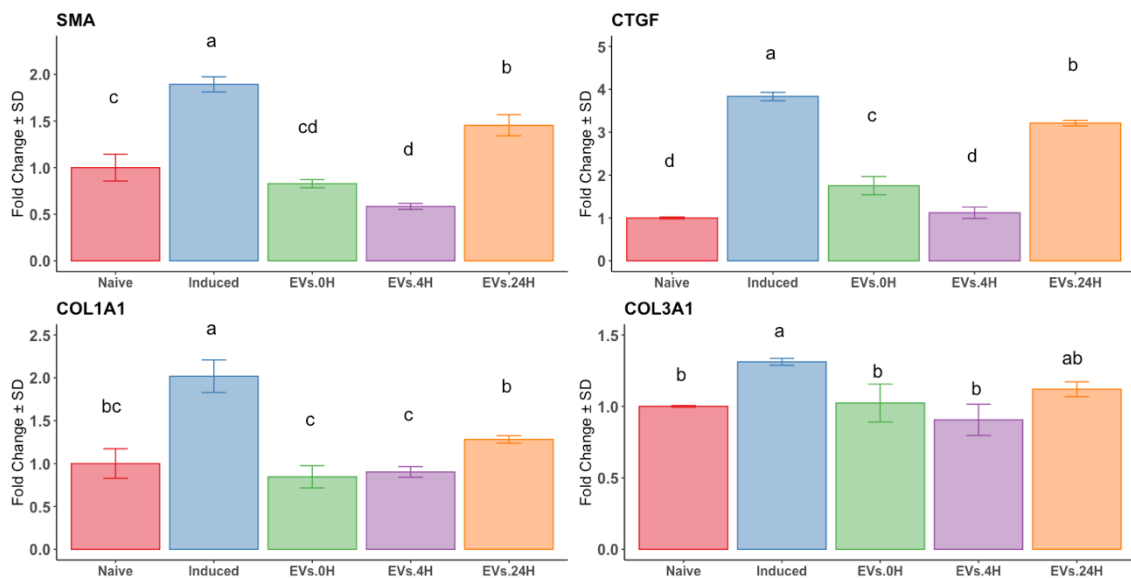 SMA
Fold Change ± SD
2.0
1.5
1.0
0.5
0.0
c
a
cd
d
b
Naive Induced EVs.0H EVs.4H EVs.24H
CTGF
Fold Change ± SD
5
4
3
2
1
0
d
a
c
d
b
Naive Induced EVs.0H EVs.4H EVs.24H
COL1A1
Fold Change ± SD
2.5
2.0
1.5
1.0
0.5
0.0
bc
a
c
c
b
Naive Induced EVs.0H EVs.4H EVs.24H
COL3A1
Fold Change ± SD
1.5
1.0
0.5
0.0
b
a
b
b
ab
Naive Induced EVs.0H EVs.4H EVs.24H